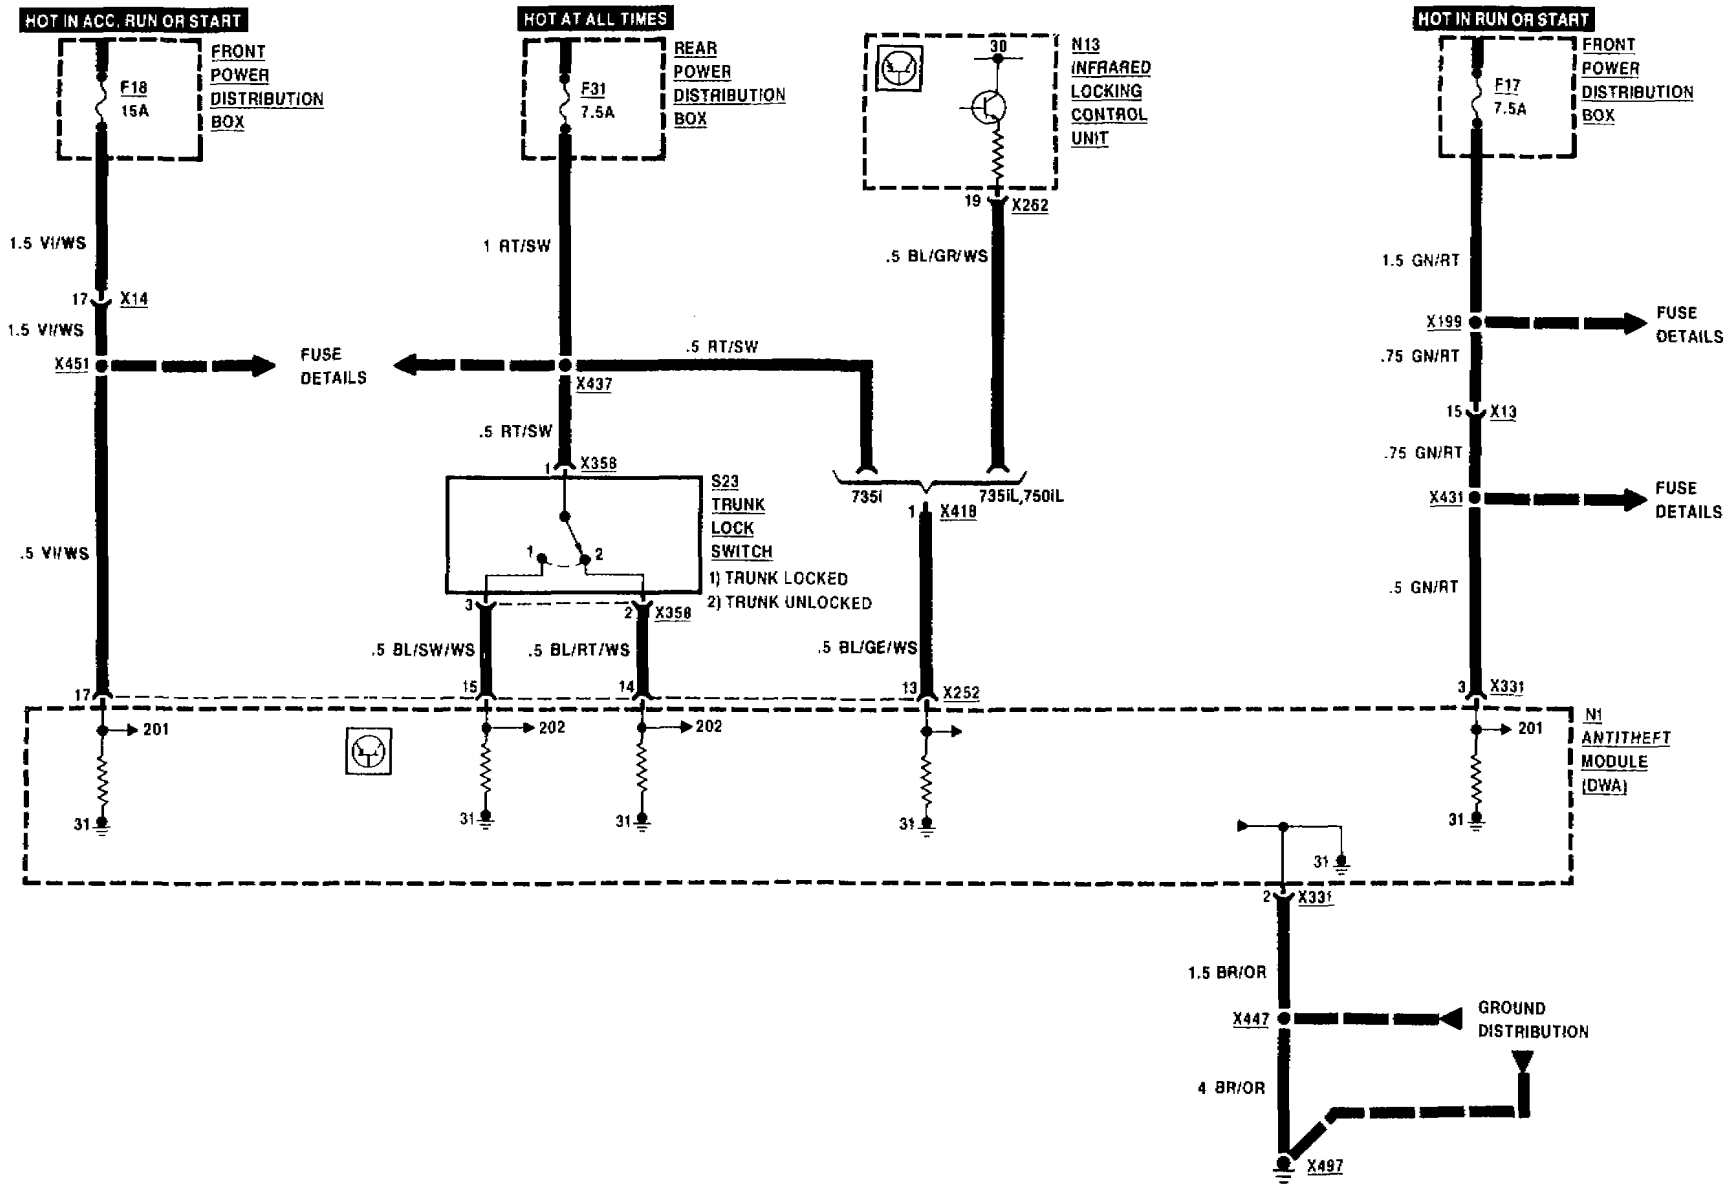 HOT IN ACC, RUN OR START
HOT AT ALL TIMES
HOT IN RUN OR START
FRONT
POWER
DISTRIBUTION
BOX
F18
15A
REAR
POWER
DISTRIBUTION
BOX
F31
7.5A
30
N13
INFRARED
LOCKING
CONTROL
UNIT
FRONT
POWER
DISTRIBUTION
BOX
F17
7.5A
19
X262
1.5 VI/WS
1 RT/SW
.5 BL/GR/WS
1.5 GN/RT
17
X14
1.5 VI/WS
X199
FUSE
DETAILS
X451
FUSE
DETAILS
.5 RT/SW
X437
.75 GN/RT
15
X13
.5 RT/SW
.75 GN/RT
1
X358
735i
735iL,750iL
X431
FUSE
DETAILS
S23
TRUNK
LOCK
SWITCH
1) TRUNK LOCKED
2) TRUNK UNLOCKED
1
2
1
X418
.5 VI/WS
.5 GN/RT
3
2
X358
.5 BL/SW/WS
.5 BL/RT/WS
.5 BL/GE/WS
17
15
14
13
X252
3
X331
201
202
202
201
N1
ANTITHEFT
MODULE
(DWA)
31
31
31
31
31
31
2
X331
1.5 BR/OR
X447
GROUND
DISTRIBUTION
4 BR/OR
X497